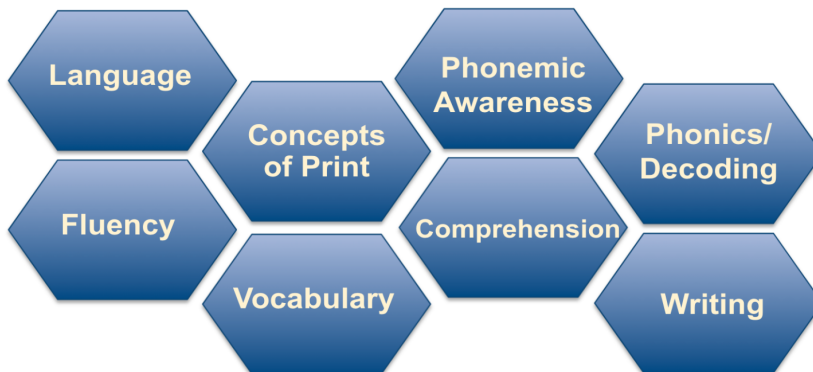 Language
Concepts
of Print
Phonemic
Awareness
Phonics/
Decoding
Fluency
Vocabulary
Comprehension
Writing